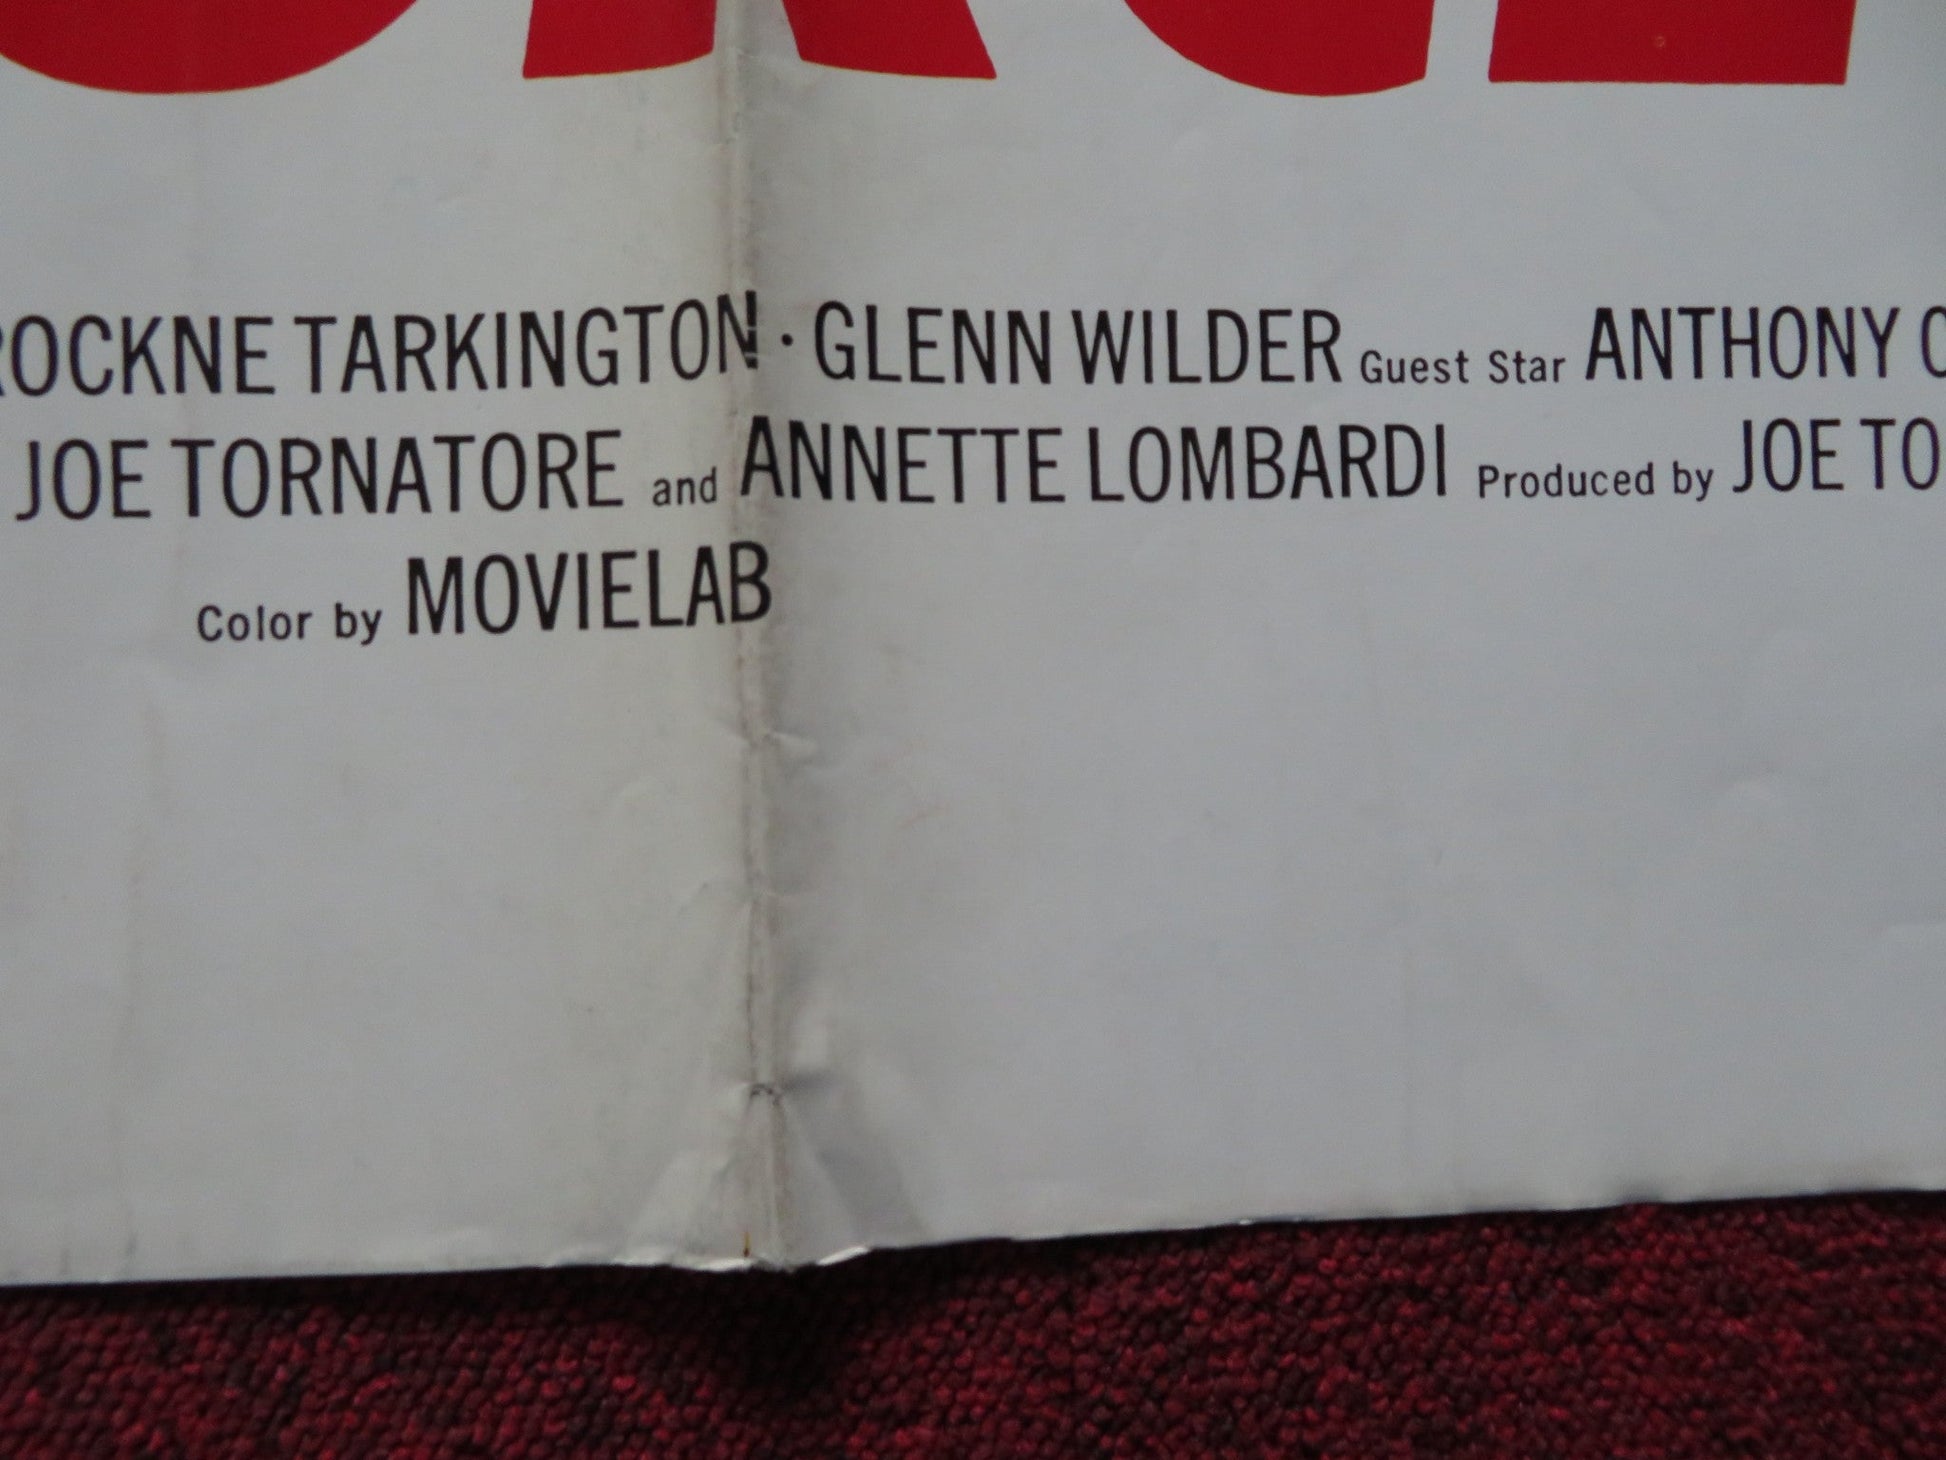 ROCKNE TARKINGTON · GLENN WILDER Guest Star ANTHONY
JOE TORNATORE and ANNETTE LOMBARDI Produced by JOE TO
Color by MOVIELAB